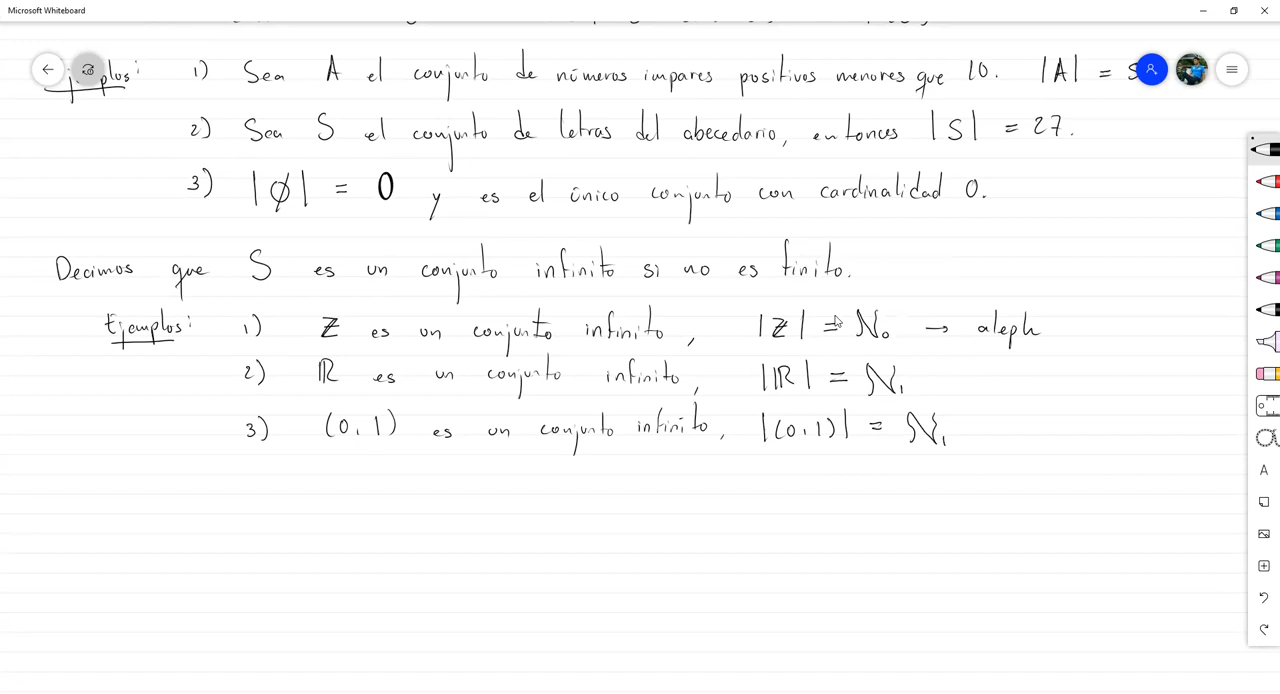 Microsoft Whiteboard
1) Sea A el conjunto de números impares positivos menores que 10. |A| =
2) Sea S el conjunto de letras del abecedario, entonces |S| = 27.
3) |ϕ| = 0 y es el único conjunto con cardinalidad 0.
Decimos que S es un conjunto infinito si no es finito.
Ejemplos: 1) ℤ es un conjunto infinito, |ℤ| = ℵ₀ → aleph
2) ℝ es un conjunto infinito, |ℝ| = ℵ₁
3) (0,1) es un conjunto infinito, |(0,1)| = ℵ₁
A